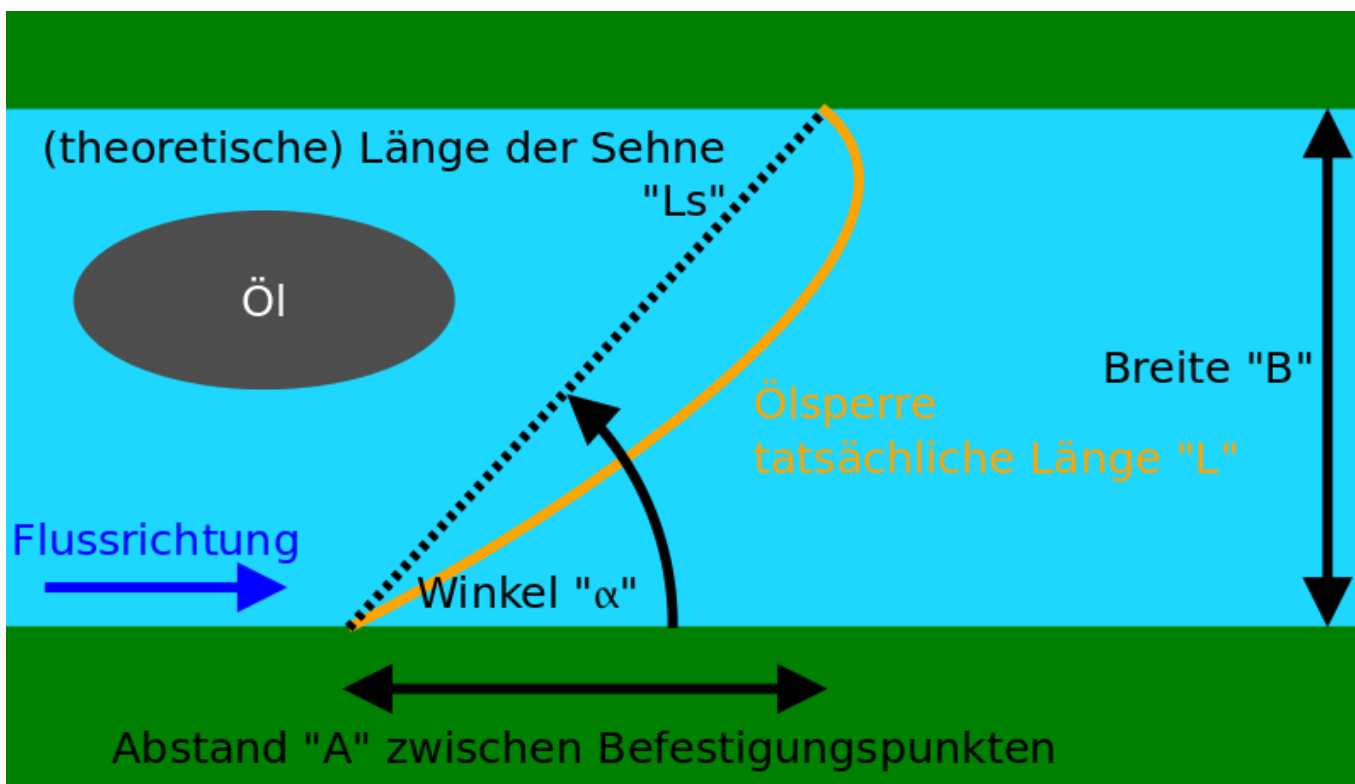 (theoretische) Länge der Sehne
"Ls"
Öl
Breite "B"
Ölsperre
tatsächliche Länge "L"
Flussrichtung
Winkel "α"
Abstand "A" zwischen Befestigungspunkten